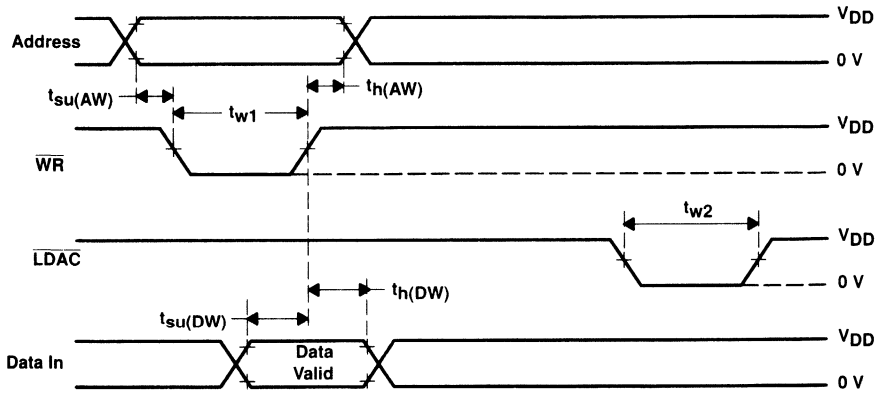 Address
VDD
0 V
tsu(AW)
tw1
th(AW)
WR
VDD
0 V
tw2
LDAC
VDD
0 V
th(DW)
tsu(DW)
Data In
Data
Valid
VDD
0 V